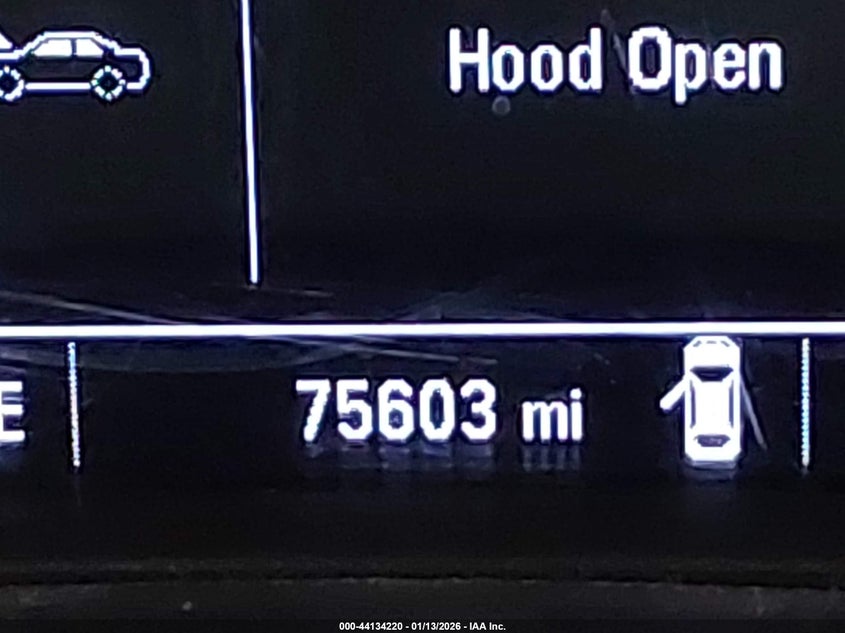 Hood Open
E 75603 mi
000-44134220 - 01/13/2026 - IAA Inc.